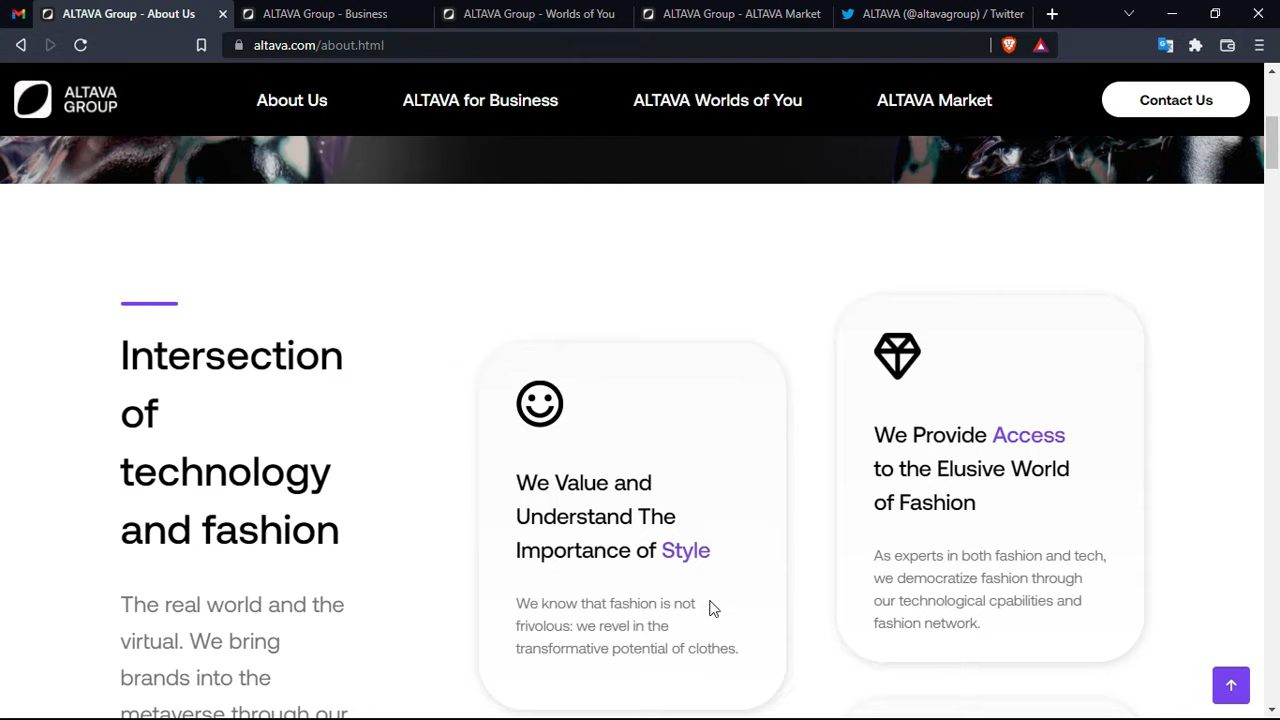 ALTAVA Group - About Us
ALTAVA Group - Business
ALTAVA Group - Worlds of You
ALTAVA Group - ALTAVA Market
ALTAVA (@altavagroup) / Twitter
altava.com/about.html
ALTAVA
GROUP
About Us
ALTAVA for Business
ALTAVA Worlds of You
ALTAVA Market
Contact Us
Intersection
of
technology
and fashion
The real world and the
virtual. We bring
brands into the
metaverse through our
We Value and
Understand The
Importance of Style
We know that fashion is not
frivolous: we revel in the
transformative potential of clothes.
We Provide Access
to the Elusive World
of Fashion
As experts in both fashion and tech,
we democratize fashion through
our technological cpabilities and
fashion network.